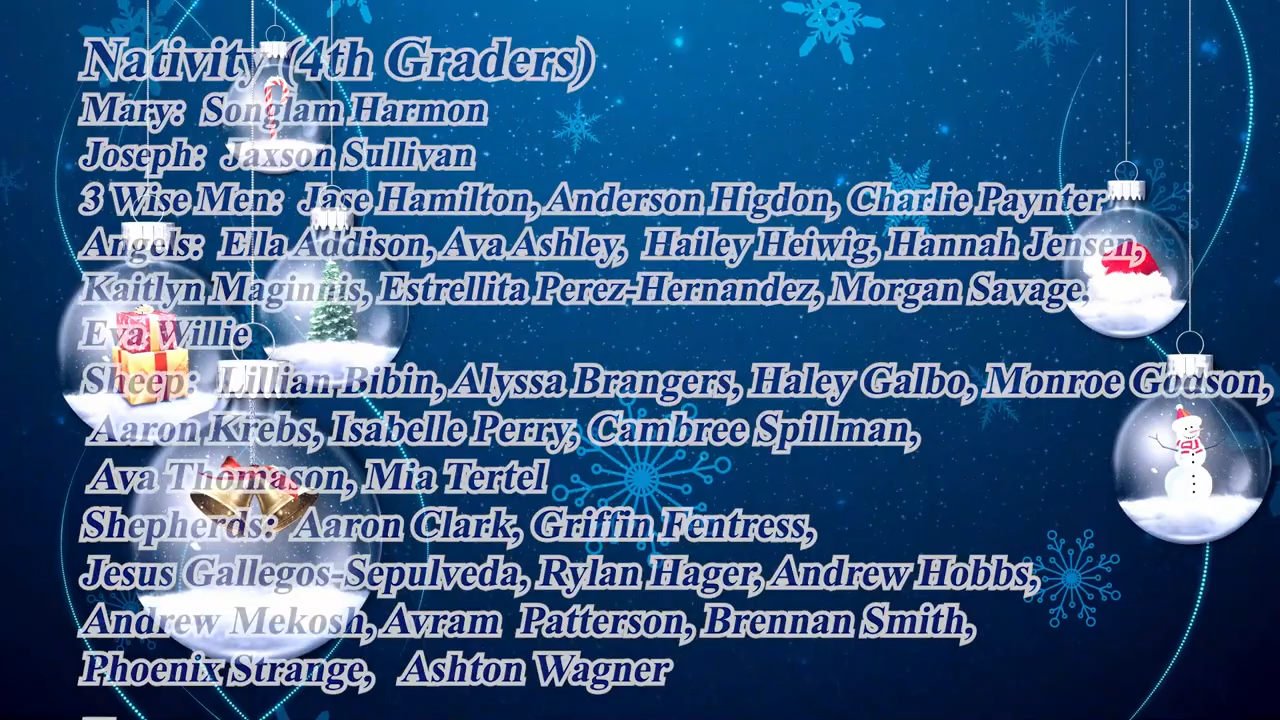 Nativity (4th Graders)
Mary: Songlam Harmon
Joseph: Jaxson Sullivan
3 Wise Men: Jase Hamilton, Anderson Higdon, Charlie Paynter
Angels: Ella Addison, Ava Ashley, Hailey Heiwig, Hannah Jensen,
Kaitlyn Maginnis, Estrellita Perez-Hernandez, Morgan Savage,
Eva Willie
Sheep: Lillian Bibin, Alyssa Brangers, Haley Galbo, Monroe Godson,
Aaron Krebs, Isabelle Perry, Cambree Spillman,
Ava Thomason, Mia Tertel
Shepherds: Aaron Clark, Griffin Fentress,
Jesus Gallegos-Sepulveda, Rylan Hager, Andrew Hobbs,
Andrew Mekosh, Avram Patterson, Brennan Smith,
Phoenix Strange, Ashton Wagner